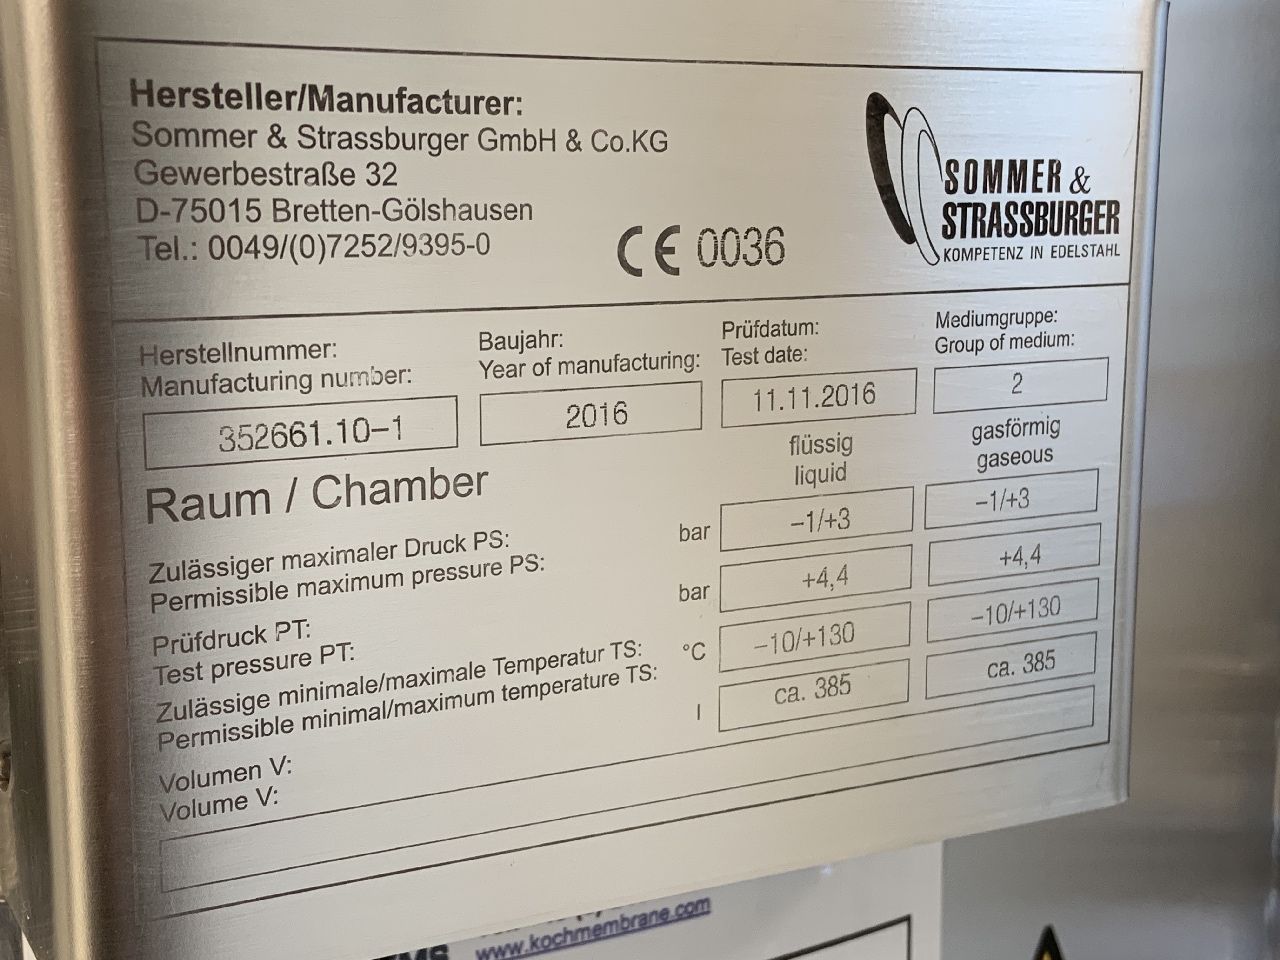 Hersteller/Manufacturer:
Sommer & Strassburger GmbH & Co.KG
Gewerbestraße 32
D-75015 Bretten-Gölshausen
Tel.: 0049/(0)7252/9395-0
CE 0036
SOMMER &
STRASSBURGER
KOMPETENZ IN EDELSTAHL
Herstellnummer:
Manufacturing number:
352661.10–1
Baujahr:
Year of manufacturing:
2016
Prüfdatum:
Test date:
11.11.2016
Mediumgruppe:
Group of medium:
2
Raum / Chamber
flüssig
liquid
gasförmig
gaseous
Zulässiger maximaler Druck PS:
Permissible maximum pressure PS:
bar –1/+3 –1/+3
Prüfdruck PT:
Test pressure PT:
bar +4,4 +4,4
Zulässige minimale/maximale Temperatur TS:
Permissible minimal/maximum temperature TS:
°C –10/+130 –10/+130
Volumen V:
Volume V:
l ca. 385 ca. 385
www.kochmembrane.com